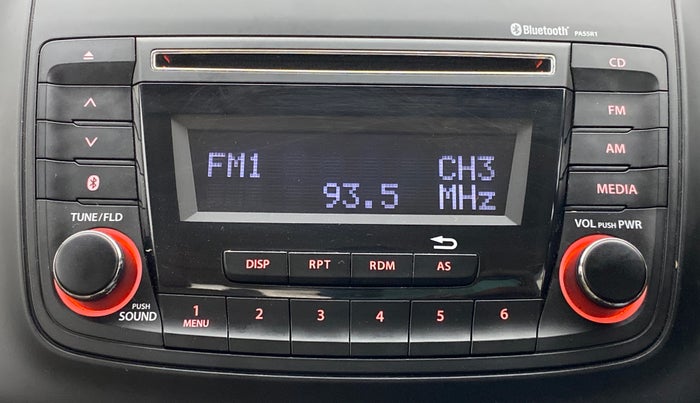 Bluetooth® PA55R1
CD
FM
AM
MEDIA
FM1 CH3
93.5 MHz
TUNE/FLD
VOL PUSH PWR
DISP RPT RDM AS
PUSH
SOUND
1 2 3 4 5 6
MENU